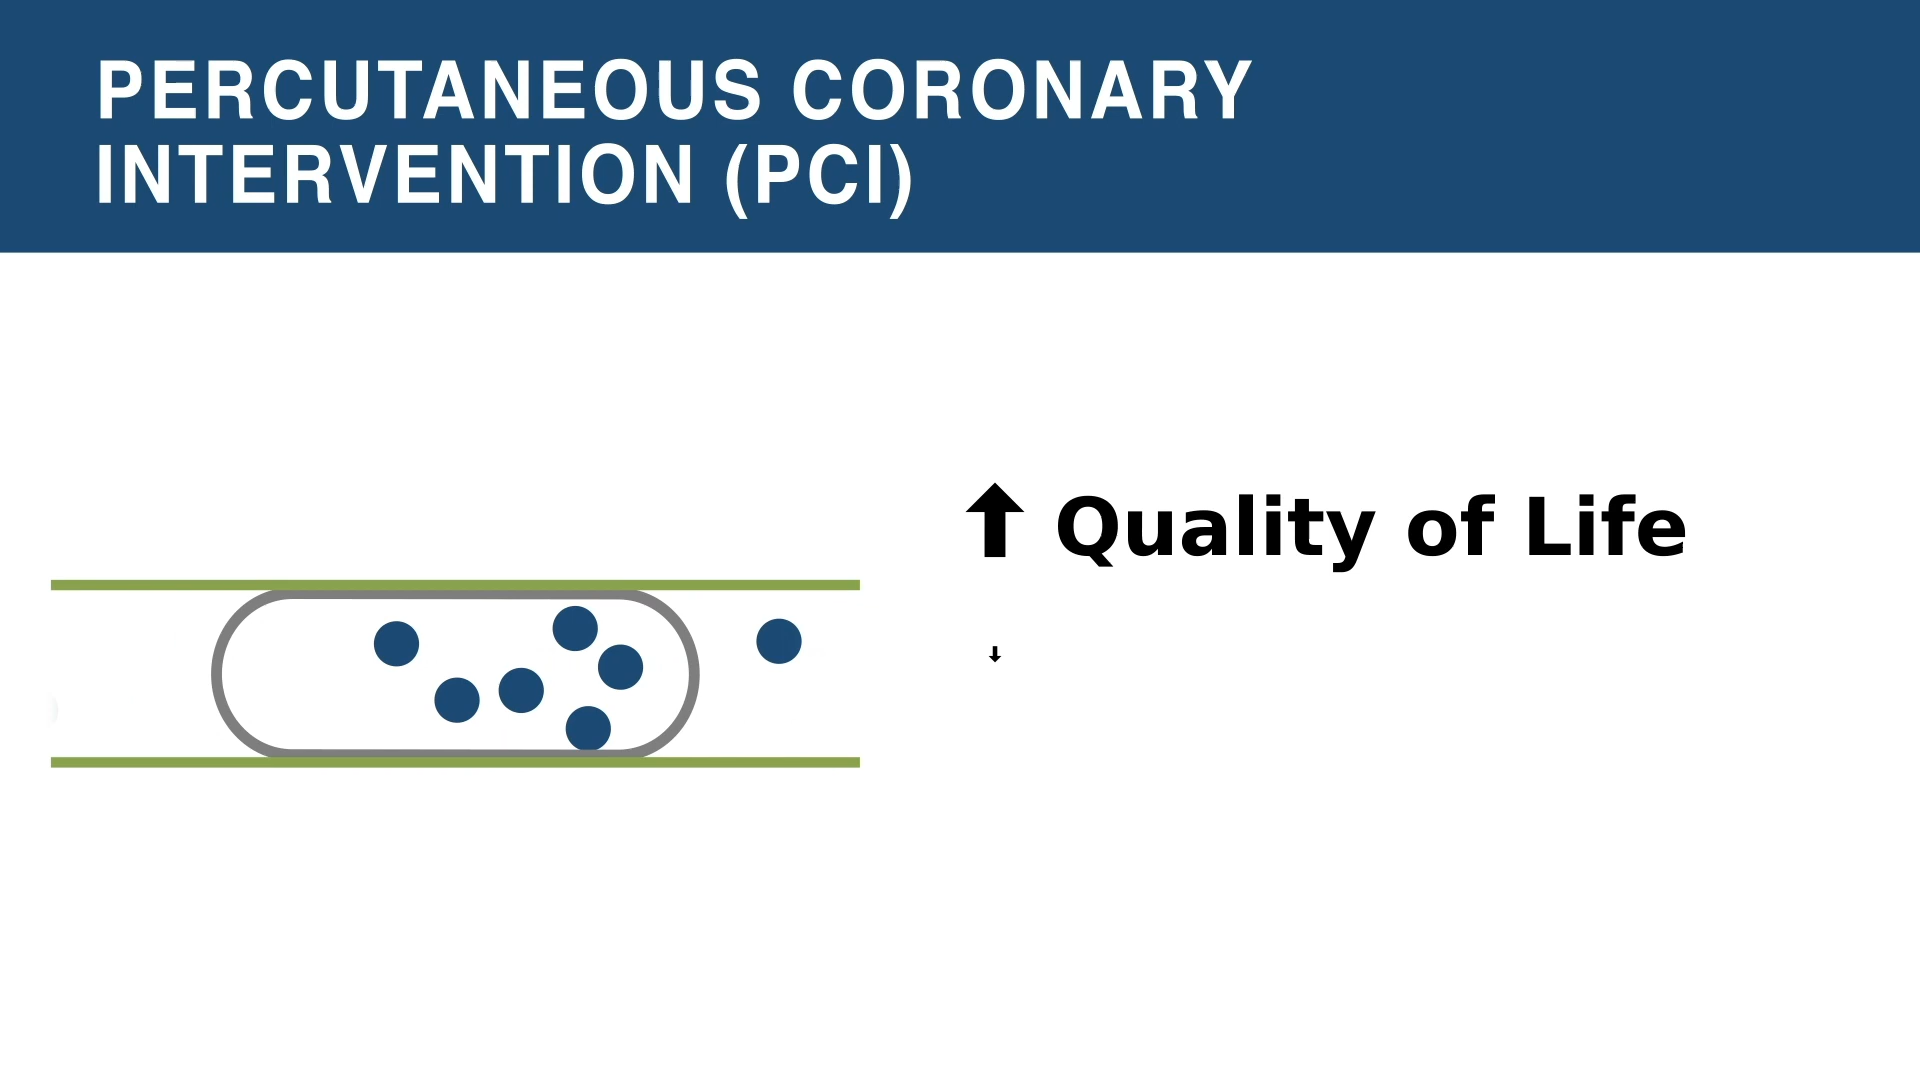 PERCUTANEOUS CORONARY
INTERVENTION (PCI)
⬆ Quality of Life
⬇